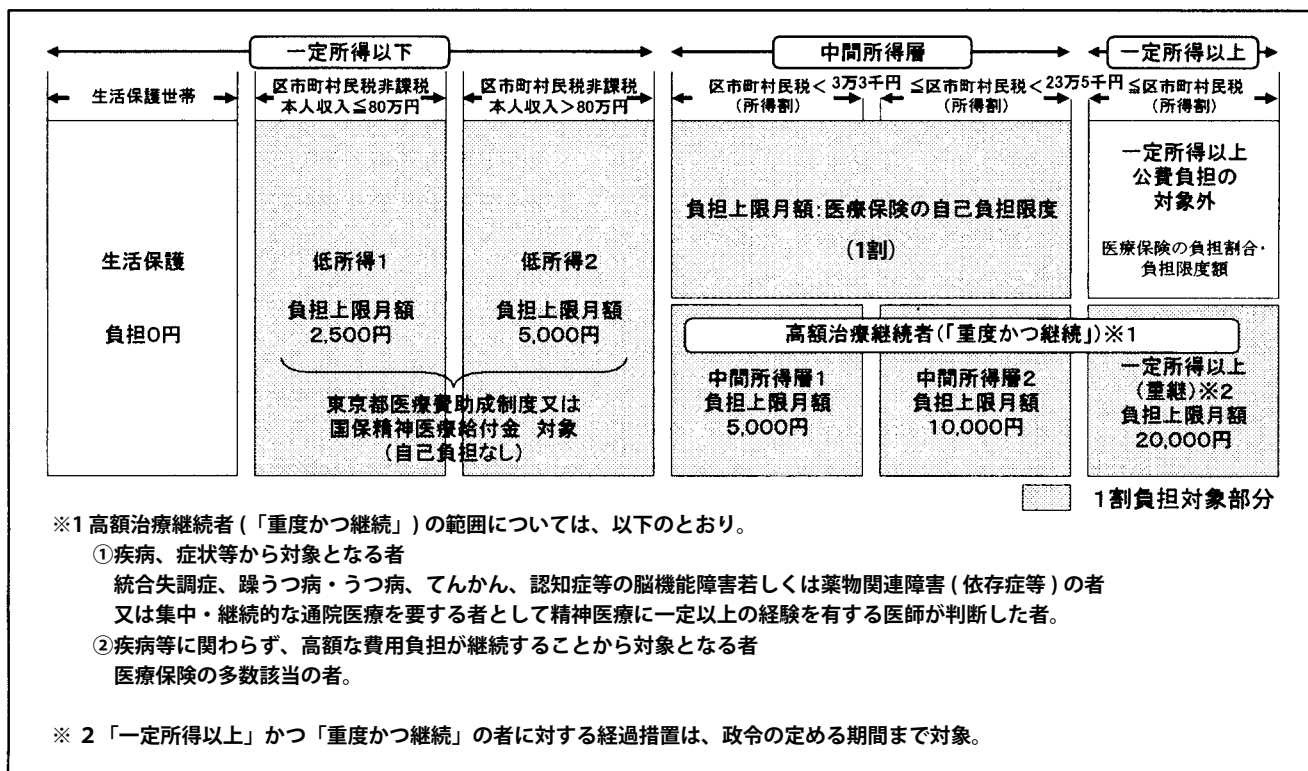 一定所得以下
中間所得層
一定所得以上
生活保護世帯
区市町村民税非課税
本人収入≦80万円
区市町村民税非課税
本人収入>80万円
区市町村民税< 3万3千円 ≦区市町村民税< 23万5千円 ≦区市町村民税
(所得割)
(所得割)
(所得割)
生活保護
負担0円
低所得1
負担上限月額
2,500円
低所得2
負担上限月額
5,000円
東京都医療費助成制度又は
国保精神医療給付金 対象
(自己負担なし)
負担上限月額:医療保険の自己負担限度
(1割)
一定所得以上
公費負担の
対象外
医療保険の負担割合・
負担限度額
高額治療継続者(「重度かつ継続」)※1
中間所得層1
負担上限月額
5,000円
中間所得層2
負担上限月額
10,000円
一定所得以上
(重継)※2
負担上限月額
20,000円
1割負担対象部分
※1 高額治療継続者 (「重度かつ継続」) の範囲については、以下のとおり。
①疾病、症状等から対象となる者
統合失調症、躁うつ病・うつ病、てんかん、認知症等の脳機能障害若しくは薬物関連障害 ( 依存症等 ) の者
又は集中・継続的な通院医療を要する者として精神医療に一定以上の経験を有する医師が判断した者。
②疾病等に関わらず、高額な費用負担が継続することから対象となる者
医療保険の多数該当の者。
※ 2 「一定所得以上」かつ「重度かつ継続」の者に対する経過措置は、政令の定める期間まで対象。